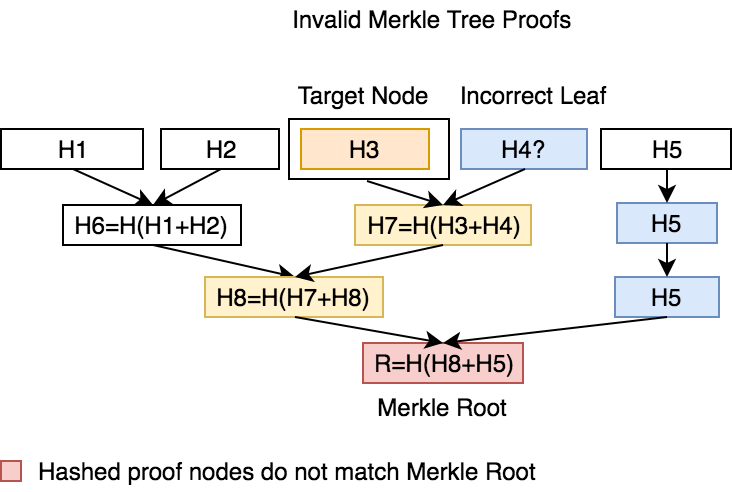 Invalid Merkle Tree Proofs
Target Node
Incorrect Leaf
H1
H2
H3
H4?
H5
H6=H(H1+H2)
H7=H(H3+H4)
H5
H8=H(H7+H8)
H5
R=H(H8+H5)
Merkle Root
Hashed proof nodes do not match Merkle Root